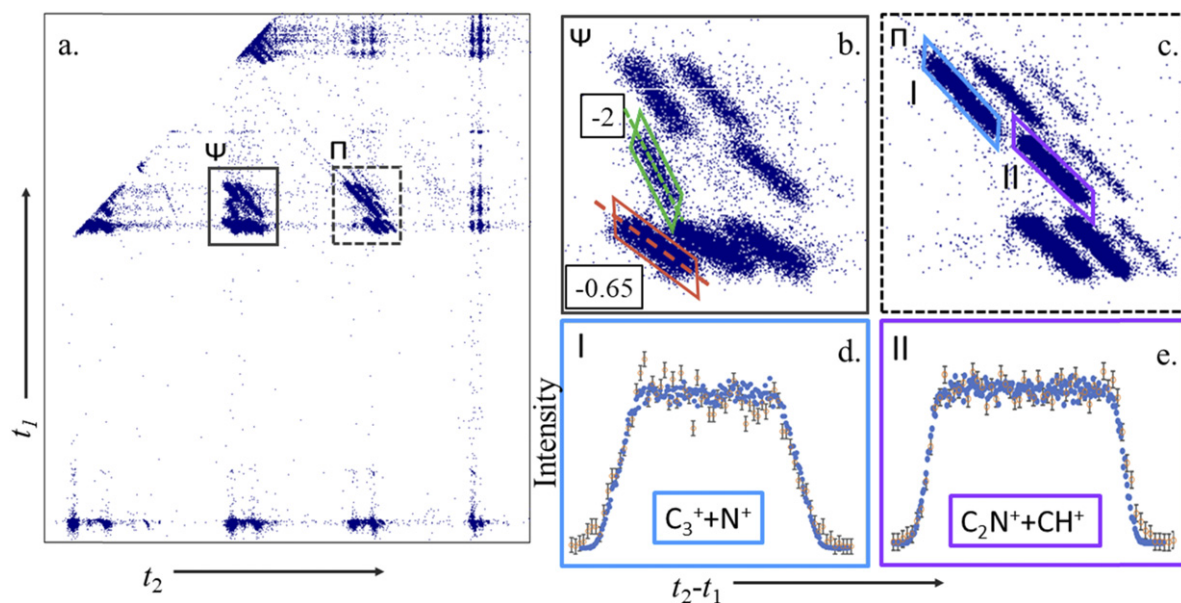 a.
Ψ
Π
t1
t2
Ψ
b.
-2
-0.65
Π
c.
I
II
Intensity
I
d.
C3++N+
II
e.
C2N++CH+
t2-t1